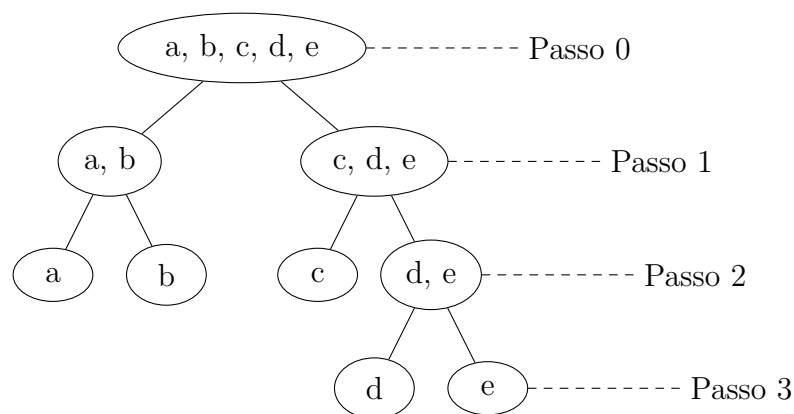 a, b, c, d, e Passo 0
a, b c, d, e Passo 1
a b c d, e Passo 2
d e Passo 3